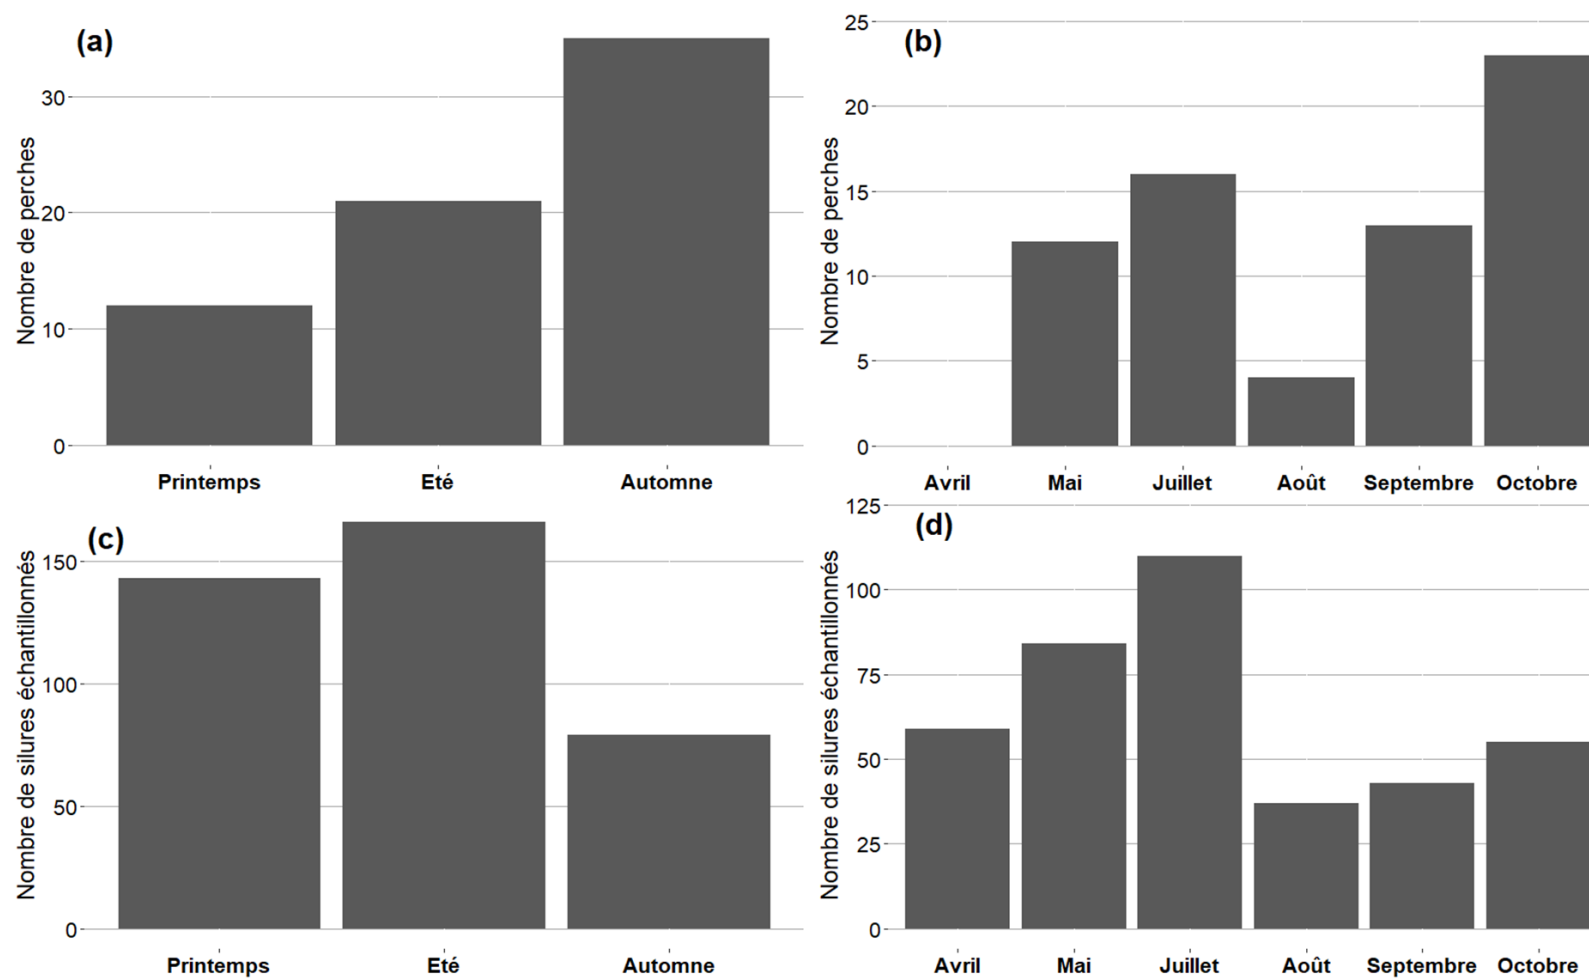 (a)
Nombre de perches
30
20
10
0
Printemps Eté Automne
(b)
Nombre de perches
25
20
15
10
5
0
Avril Mai Juillet Août Septembre Octobre
(c)
Nombre de silures échantillonnés
150
100
50
0
Printemps Eté Automne
(d)
Nombre de silures échantillonnés
125
100
75
50
25
0
Avril Mai Juillet Août Septembre Octobre